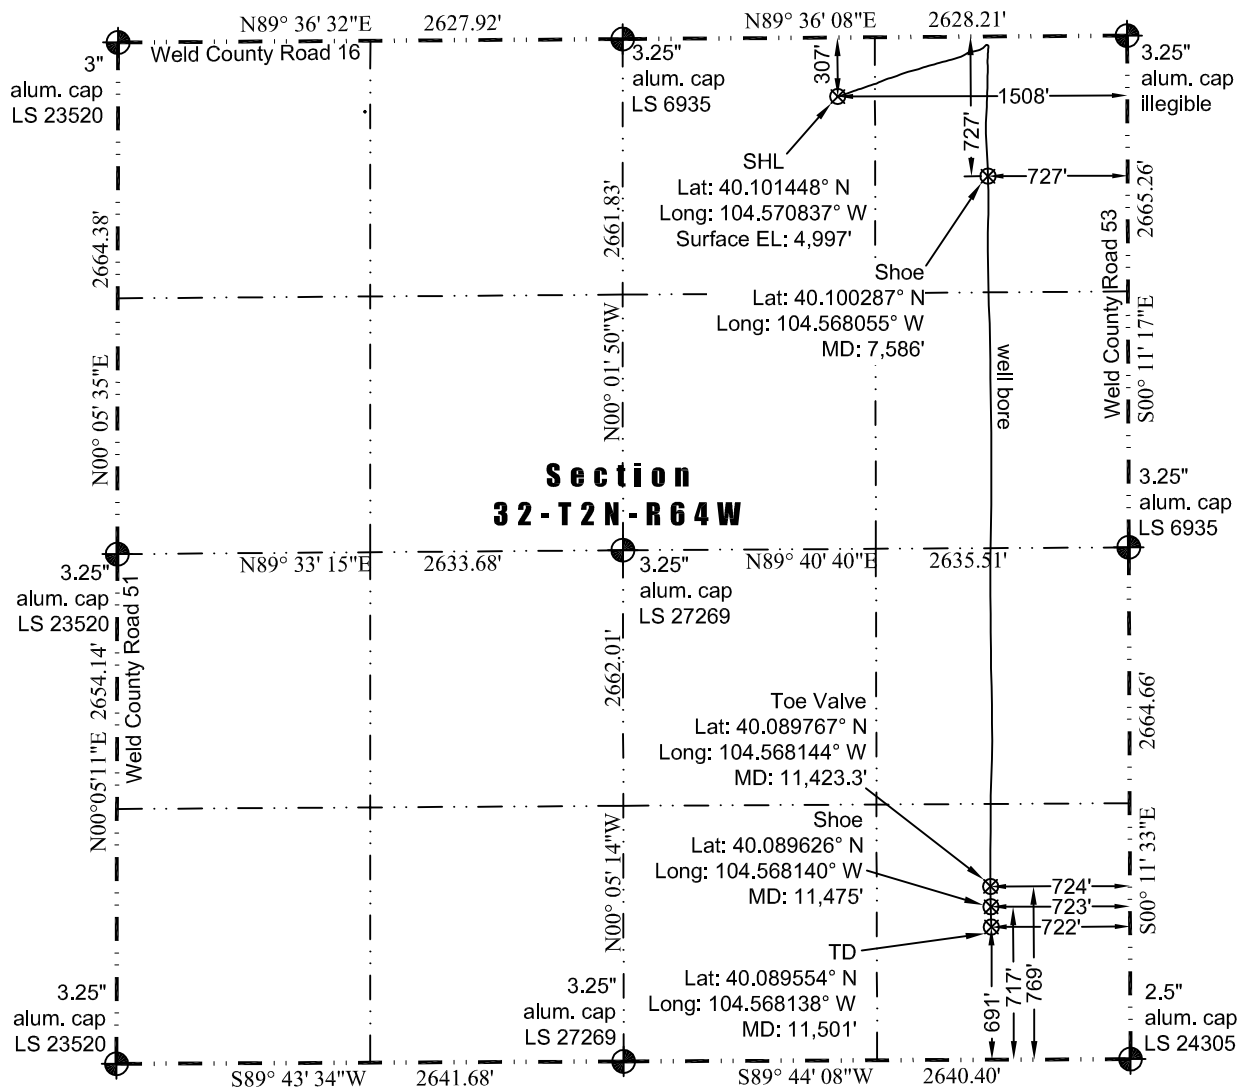 N89° 36' 32"E 2627.92' N89° 36' 08"E 2628.21'
Weld County Road 16
3"
alum. cap
LS 23520
3.25"
alum. cap
LS 6935
3.25"
alum. cap
illegible
307'
1508'
727'
727'
SHL
Lat: 40.101448° N
Long: 104.570837° W
Surface EL: 4,997'
Shoe
Lat: 40.100287° N
Long: 104.568055° W
MD: 7,586'
2664.38'
N00° 05' 35"E
2661.83'
N00° 01' 50"W
well bore
Weld County Road 53
2665.26'
S00° 11' 17"E
Section
32-T2N-R64W
3.25"
alum. cap
LS 6935
N89° 33' 15"E 2633.68' N89° 40' 40"E 2635.51'
3.25"
alum. cap
LS 23520
3.25"
alum. cap
LS 27269
Weld County Road 51
N00°05'11"E 2654.14'
2662.01'
N00° 05' 14"W
2664.66'
S00° 11' 33"E
Toe Valve
Lat: 40.089767° N
Long: 104.568144° W
MD: 11,423.3'
Shoe
Lat: 40.089626° N
Long: 104.568140° W
MD: 11,475'
724'
723'
722'
TD
Lat: 40.089554° N
Long: 104.568138° W
MD: 11,501'
691'
717'
769'
3.25"
alum. cap
LS 23520
3.25"
alum. cap
LS 27269
2.5"
alum. cap
LS 24305
S89° 43' 34"W 2641.68' S89° 44' 08"W 2640.40'